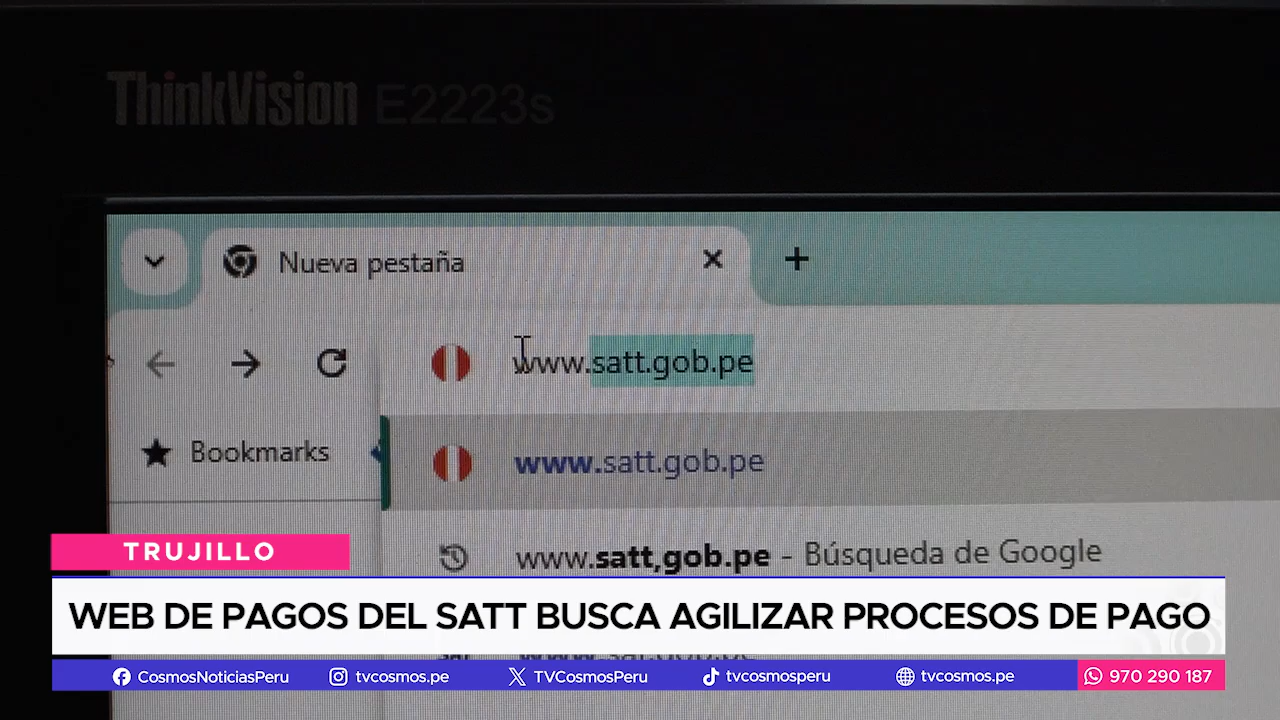 ThinkVision E2223s
Nueva pestaña
www.satt.gob.pe
Bookmarks
www.satt.gob.pe
www.satt,gob.pe - Búsqueda de Google
TRUJILLO
WEB DE PAGOS DEL SATT BUSCA AGILIZAR PROCESOS DE PAGO
CosmosNoticiasPeru tvcosmos.pe TVCosmosPeru tvcosmosperu tvcosmos.pe 970 290 187